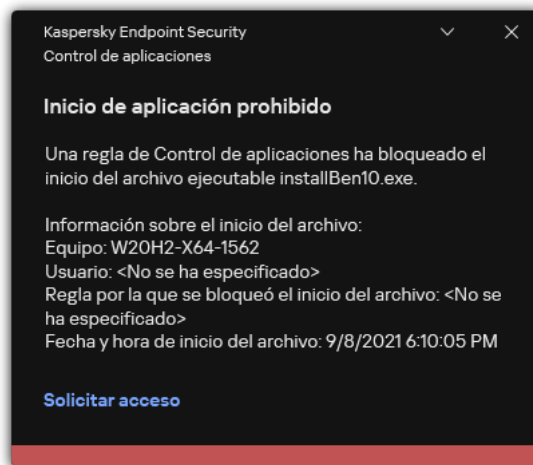 Kaspersky Endpoint Security
Control de aplicaciones
Inicio de aplicación prohibido
Una regla de Control de aplicaciones ha bloqueado el
inicio del archivo ejecutable installBen10.exe.
Información sobre el inicio del archivo:
Equipo: W20H2-X64-1562
Usuario: <No se ha especificado>
Regla por la que se bloqueó el inicio del archivo: <No se
ha especificado>
Fecha y hora de inicio del archivo: 9/8/2021 6:10:05 PM
Solicitar acceso